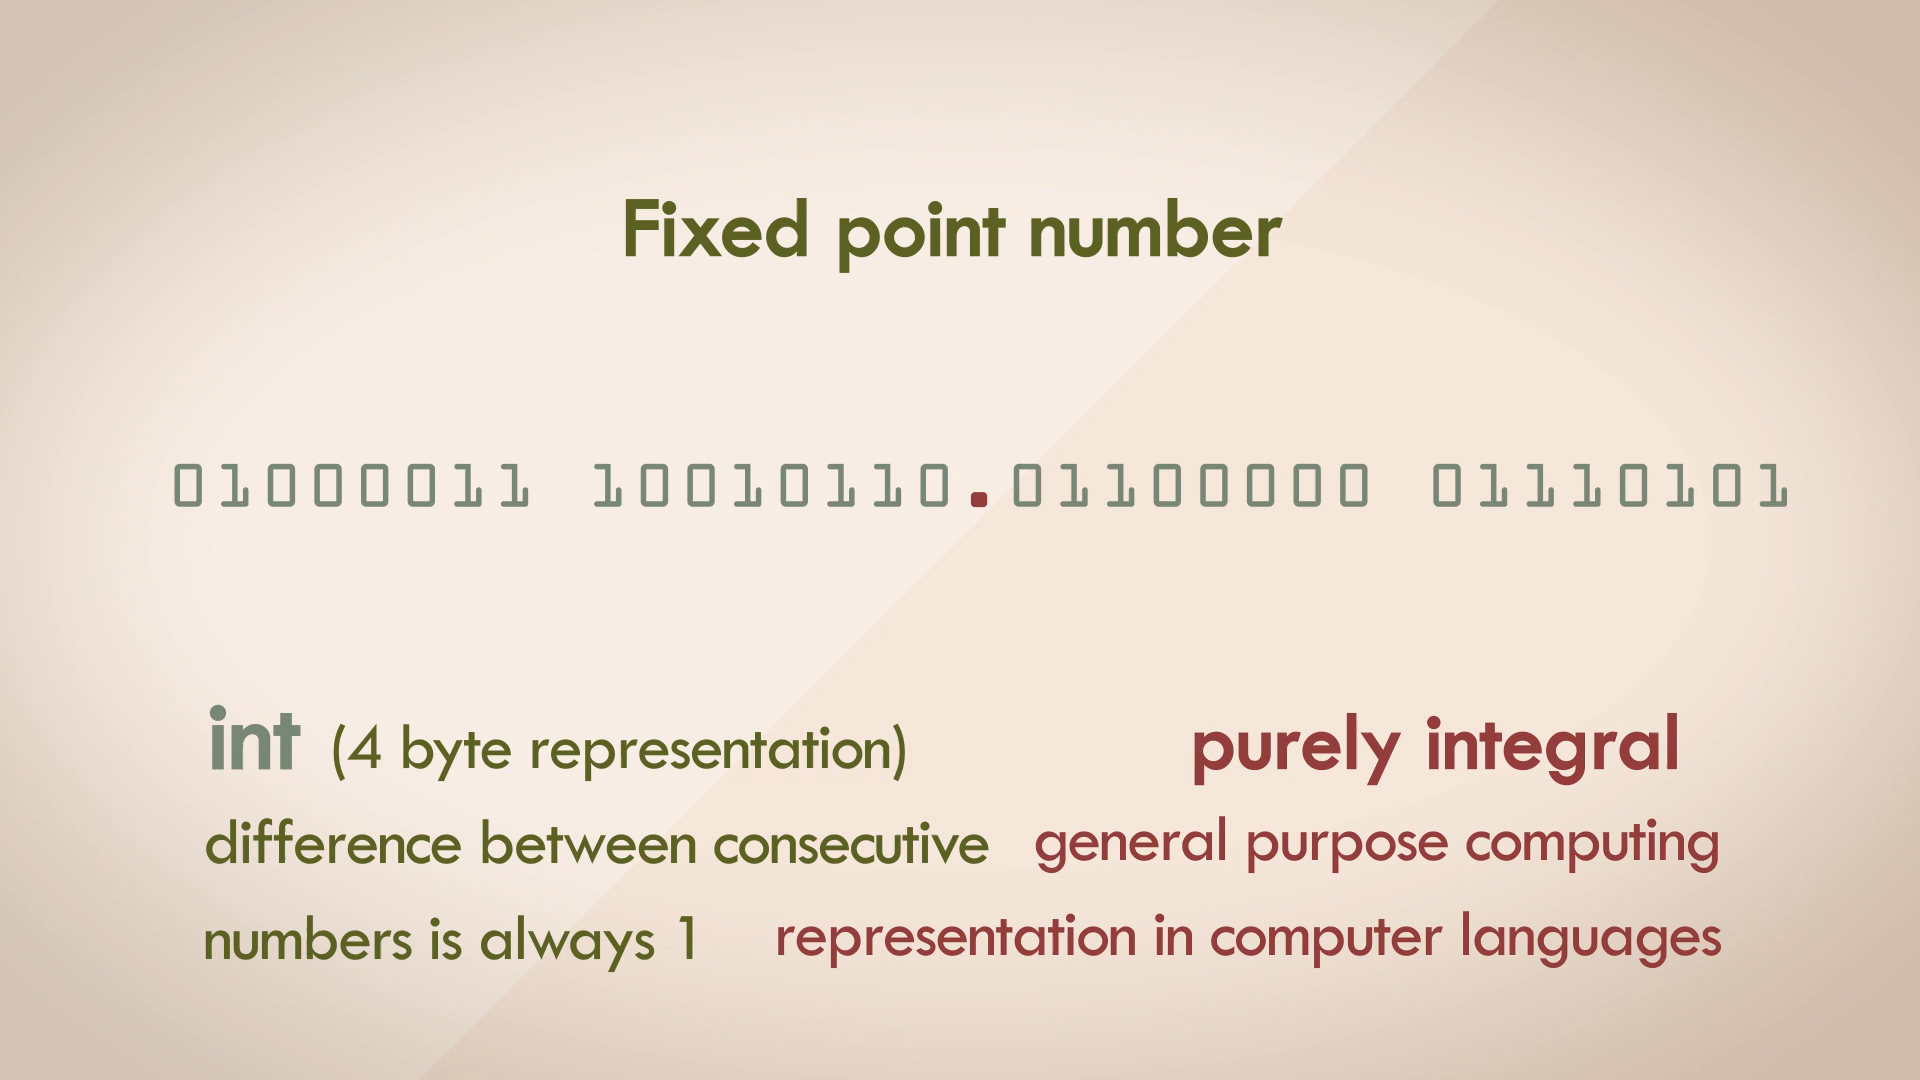 Fixed point number
01000011 10010110.01100000 01110101
int (4 byte representation)
purely integral
difference between consecutive
general purpose computing
numbers is always 1
representation in computer languages